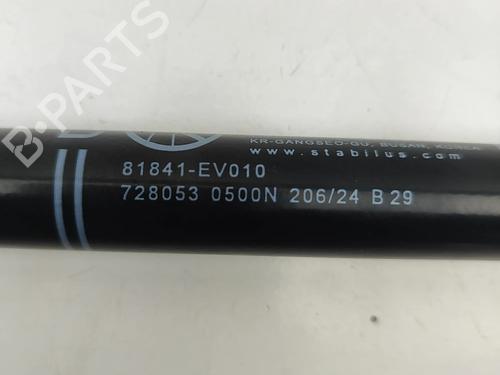 B-PARTS
KR-GANGSEO-GU, BUSAN, KOREA
www.stabilus.com
81841-EV010
728053 0500N 206/24 B 29